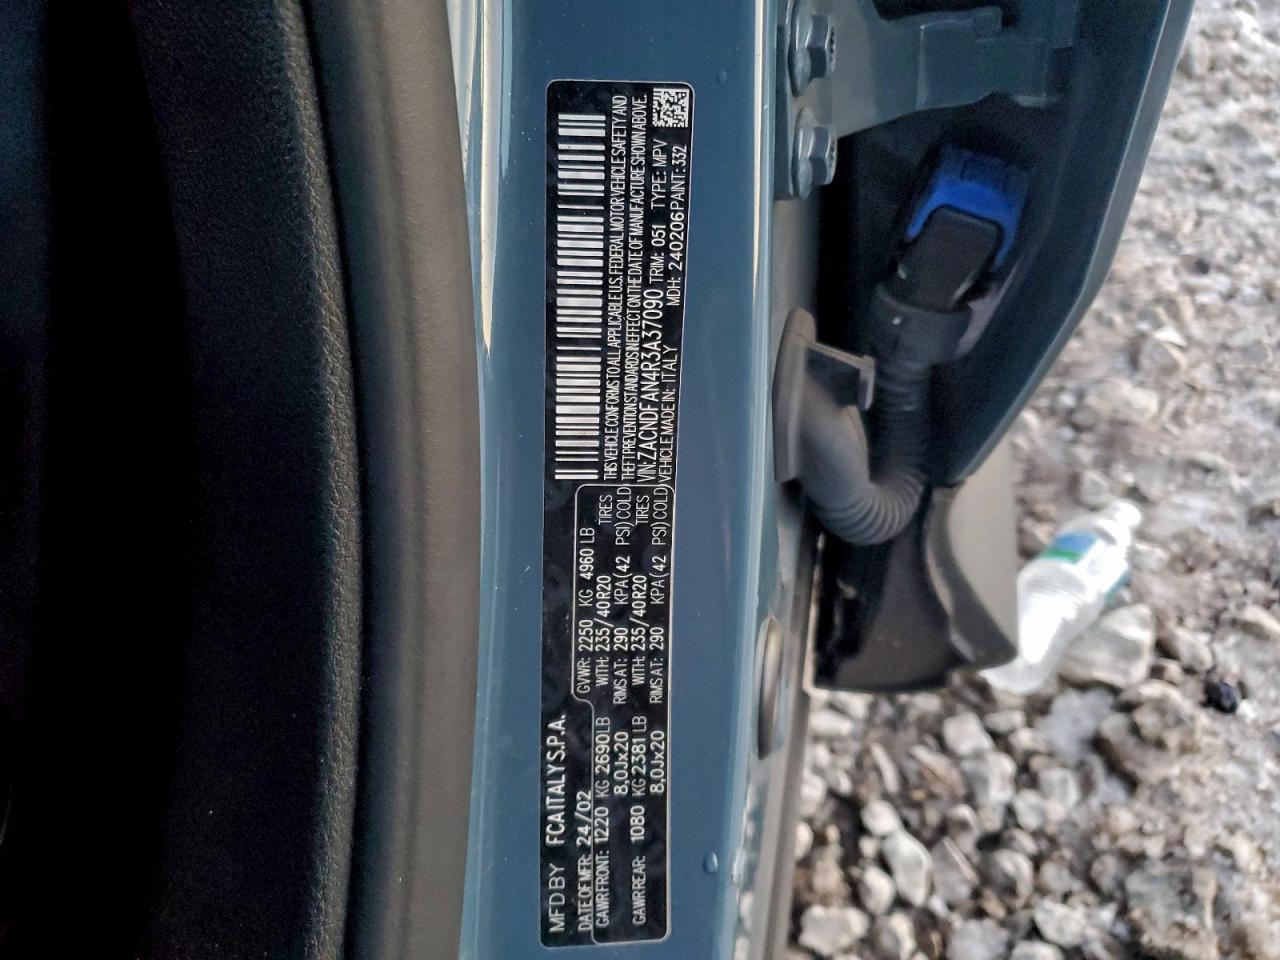 MFD BY FCA ITALY S.P.A.
DATE OF MFR: 24/02 GVWR: 2250 KG 4960 LB
GAWR FRONT: 1220 KG 2690 LB WITH: 235/40R20 TIRES
8.0Jx20 RIMS AT: 290 KPA(42 PSI) COLD
GAWR REAR: 1080 KG 2381 LB WITH: 235/40R20 TIRES
8.0Jx20 RIMS AT: 290 KPA(42 PSI) COLD
THIS VEHICLE CONFORMS TO ALL APPLICABLE U.S. FEDERAL MOTOR VEHICLE SAFETY AND
THEFT PREVENTION STANDARDS IN EFFECT ON THE DATE OF MANUFACTURE SHOWN ABOVE.
VIN: ZACNDFAN4R3A37090 TRIM: 051 TYPE: MPV
VEHICLE MADE IN: ITALY MDH: 240206 PAINT: 332